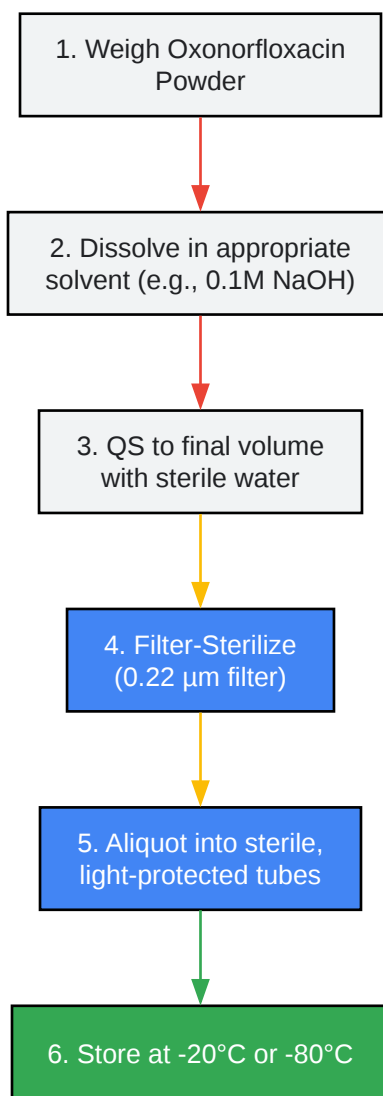 1. Weigh Oxonorfloxacin
Powder
2. Dissolve in appropriate
solvent (e.g., 0.1M NaOH)
3. QS to final volume
with sterile water
4. Filter-Sterilize
(0.22 µm filter)
5. Aliquot into sterile,
light-protected tubes
6. Store at -20°C or -80°C